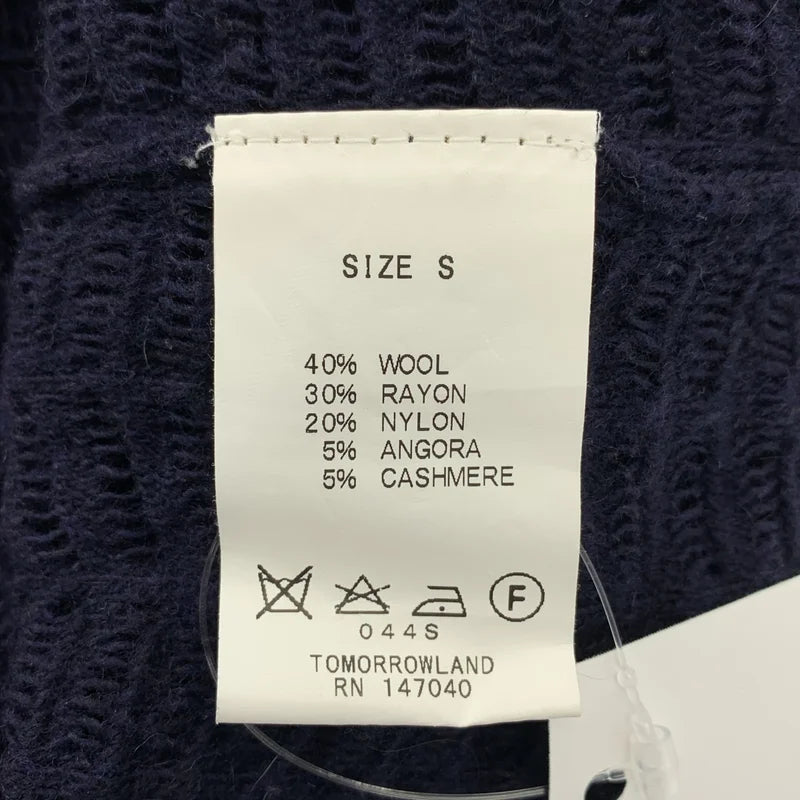 SIZE S
40% WOOL
30% RAYON
20% NYLON
5% ANGORA
5% CASHMERE
F
044S
TOMORROWLAND
RN 147040